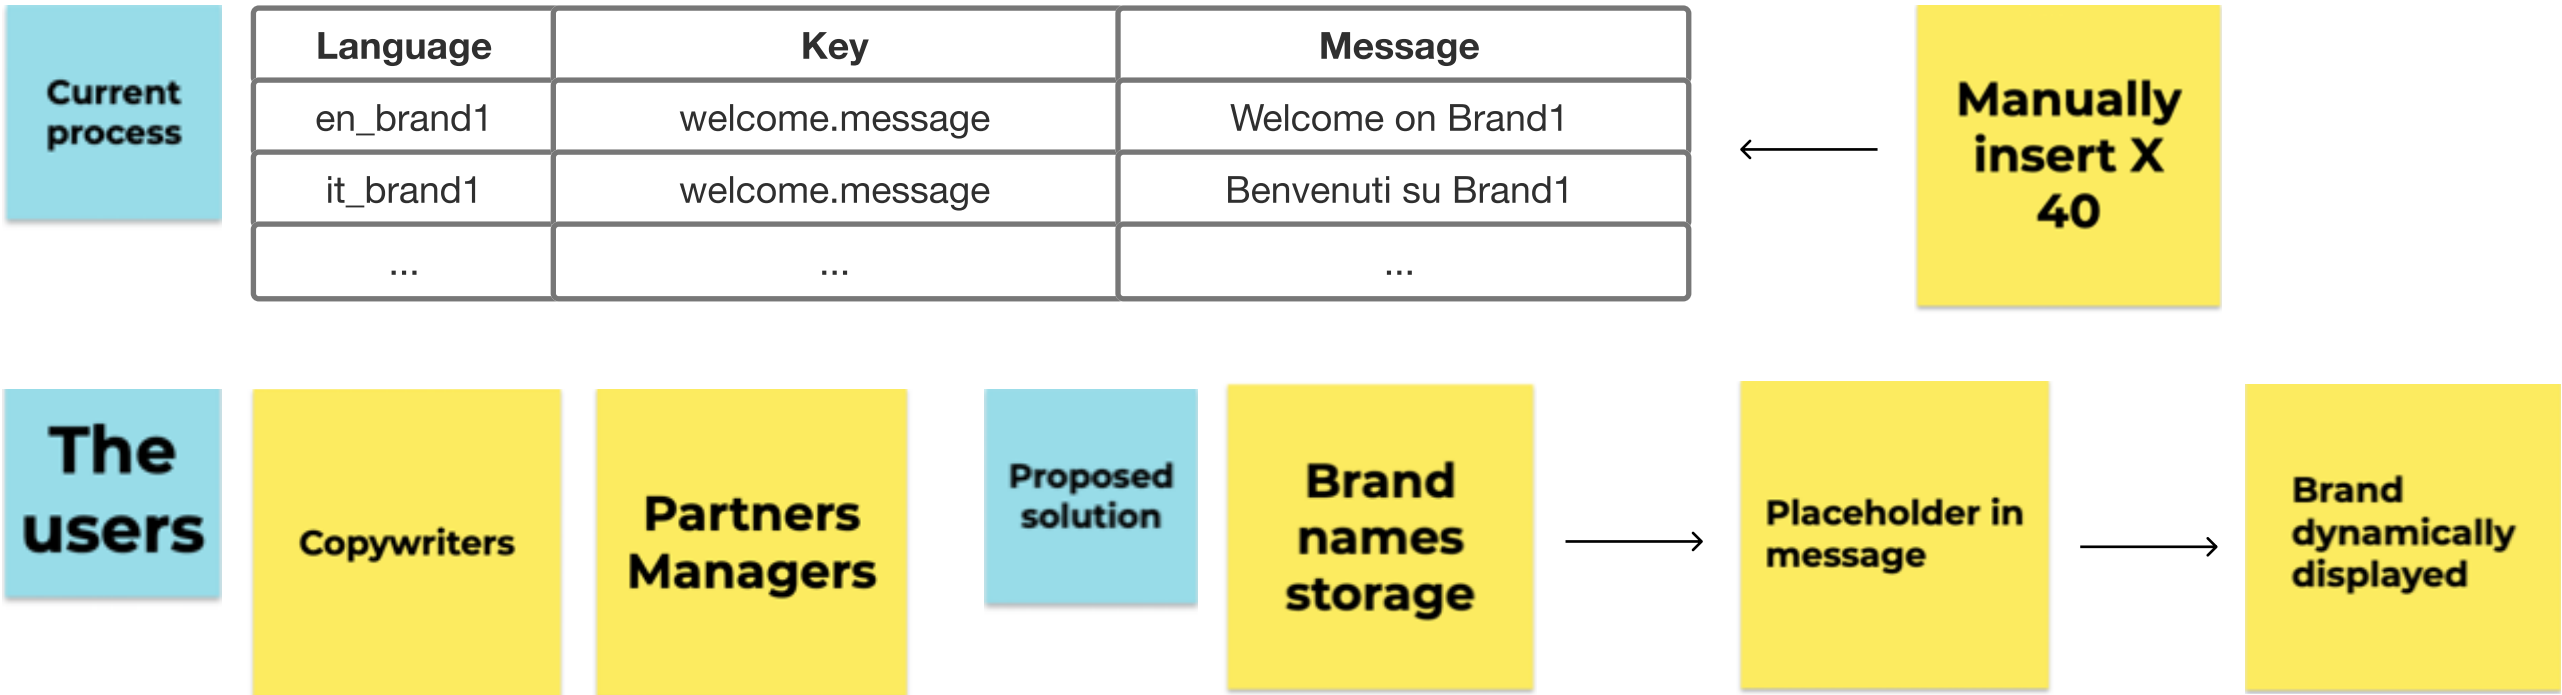 Current
process
Language Key Message
en_brand1 welcome.message Welcome on Brand1
it_brand1 welcome.message Benvenuti su Brand1
... ... ...
Manually
insert X
40
The
users
Copywriters
Partners
Managers
Proposed
solution
Brand
names
storage
Placeholder in
message
Brand
dynamically
displayed